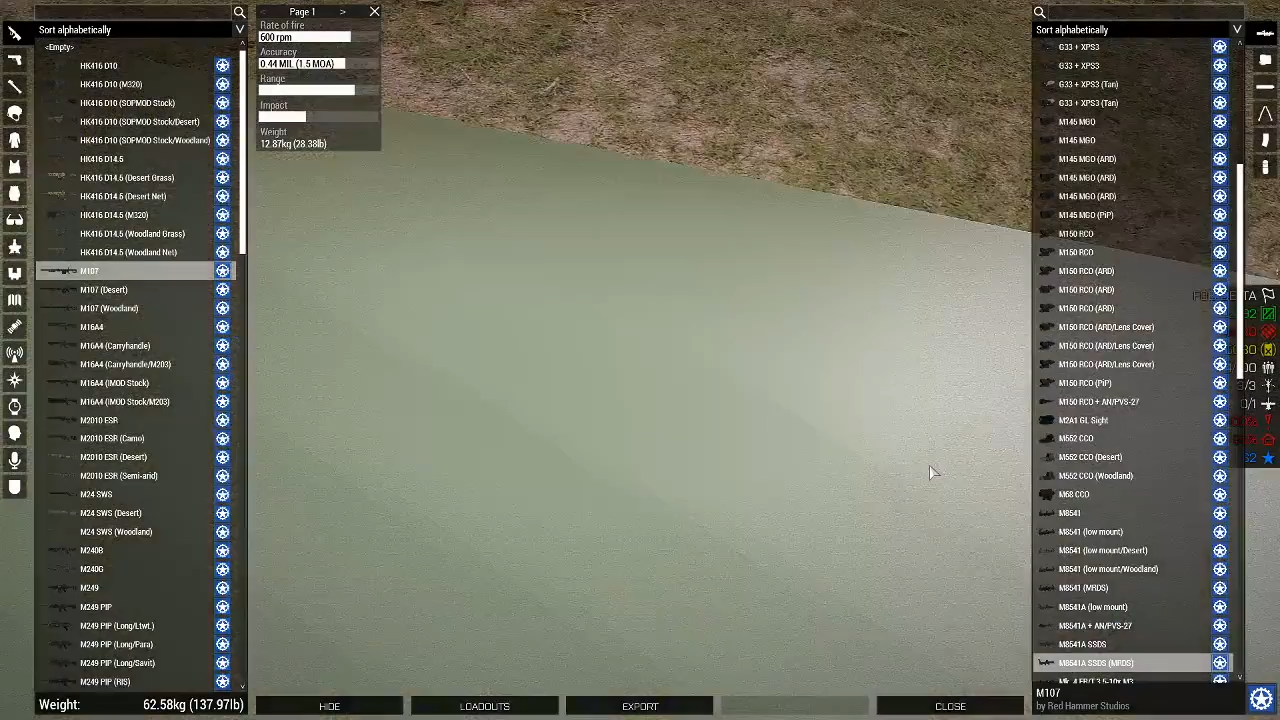 Sort alphabetically
<Empty>
HK416 D10
HK416 D10 (M320)
HK416 D10 (SOPMOD Stock)
HK416 D10 (SOPMOD Stock/Desert)
HK416 D10 (SOPMOD Stock/Woodland)
HK416 D14.5
HK416 D14.5 (Desert Grass)
HK416 D14.5 (Desert Net)
HK416 D14.5 (M320)
HK416 D14.5 (Woodland Grass)
HK416 D14.5 (Woodland Net)
M107
M107 (Desert)
M107 (Woodland)
M16A4
M16A4 (Carryhandle)
M16A4 (Carryhandle/M203)
M16A4 (IMOD Stock)
M16A4 (IMOD Stock/M203)
M2010 ESR
M2010 ESR (Camo)
M2010 ESR (Desert)
M2010 ESR (Semi-arid)
M24 SWS
M24 SWS (Desert)
M24 SWS (Woodland)
M240B
M240G
M249
M249 PIP
M249 PIP (Long/Ltwt.)
M249 PIP (Long/Para)
M249 PIP (Long/Savit)
M249 PIP (RIS)
Weight: 62.58kg (137.97lb)
< Page 1 >
Rate of fire
600 rpm
Accuracy
0.44 MIL (1.5 MOA)
Range
Impact
Weight
12.87kg (28.38lb)
HIDE
LOADOUTS
EXPORT
CLOSE
Sort alphabetically
G33 + XPS3
G33 + XPS3
G33 + XPS3 (Tan)
G33 + XPS3 (Tan)
M145 MGO
M145 MGO
M145 MGO (ARD)
M145 MGO (ARD)
M145 MGO (ARD)
M145 MGO (PiP)
M150 RCO
M150 RCO
M150 RCO (ARD)
M150 RCO (ARD)
M150 RCO (ARD)
M150 RCO (ARD/Lens Cover)
M150 RCO (ARD/Lens Cover)
M150 RCO (ARD/Lens Cover)
M150 RCO (PiP)
M150 RCO + AN/PVS-27
M2A1 GL Sight
M552 CCO
M552 CCO (Desert)
M552 CCO (Woodland)
M68 CCO
M8541
M8541 (low mount)
M8541 (low mount/Desert)
M8541 (low mount/Woodland)
M8541 (MRDS)
M8541A (low mount)
M8541A + AN/PVS-27
M8541A SSDS
M8541A SSDS (MRDS)
Mk. 4 ER/T 3.5-10x M3
M107
by Red Hammer Studios